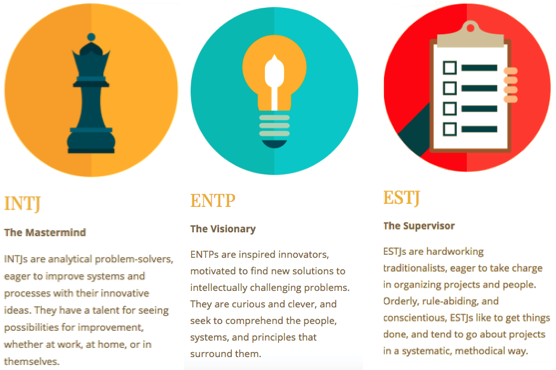 INTJ
The Mastermind
INTJs are analytical problem-solvers,
eager to improve systems and
processes with their innovative
ideas. They have a talent for seeing
possibilities for improvement,
whether at work, at home, or in
themselves.
ENTP
The Visionary
ENTPs are inspired innovators,
motivated to find new solutions to
intellectually challenging problems.
They are curious and clever, and
seek to comprehend the people,
systems, and principles that
surround them.
ESTJ
The Supervisor
ESTJs are hardworking
traditionalists, eager to take charge
in organizing projects and people.
Orderly, rule-abiding, and
conscientious, ESTJs like to get things
done, and tend to go about projects
in a systematic, methodical way.